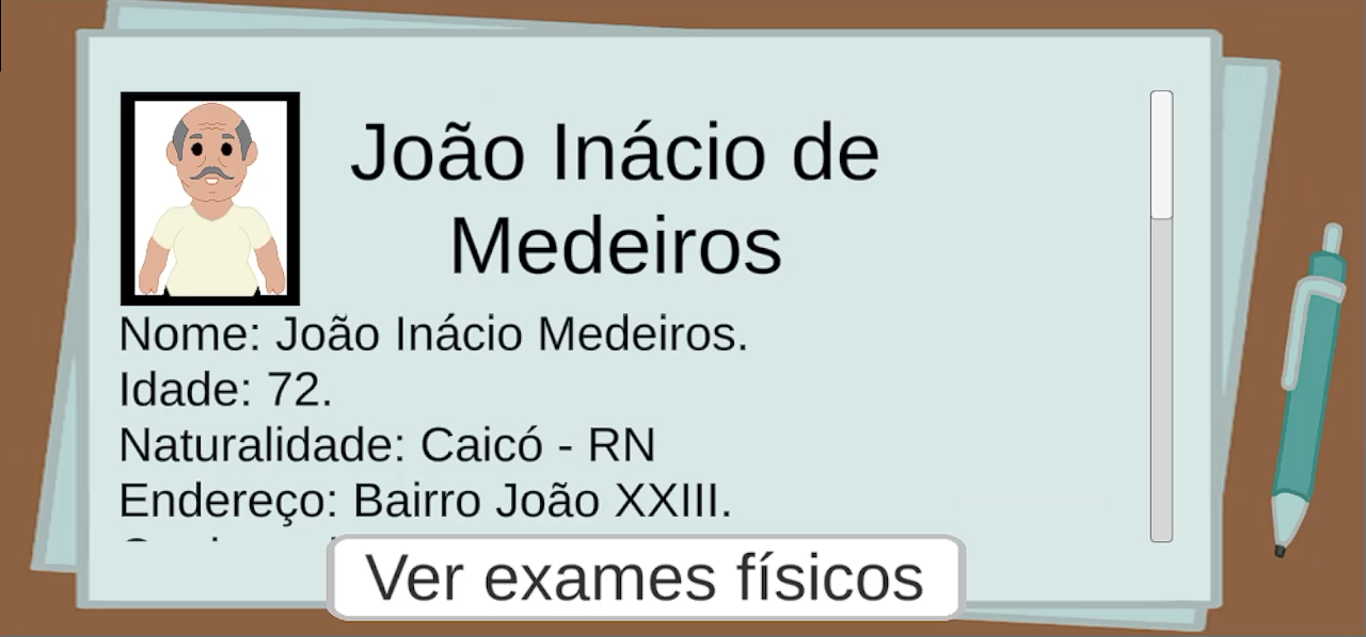 João Inácio de
Medeiros
Nome: João Inácio Medeiros.
Idade: 72.
Naturalidade: Caicó - RN
Endereço: Bairro João XXIII.
Ver exames físicos